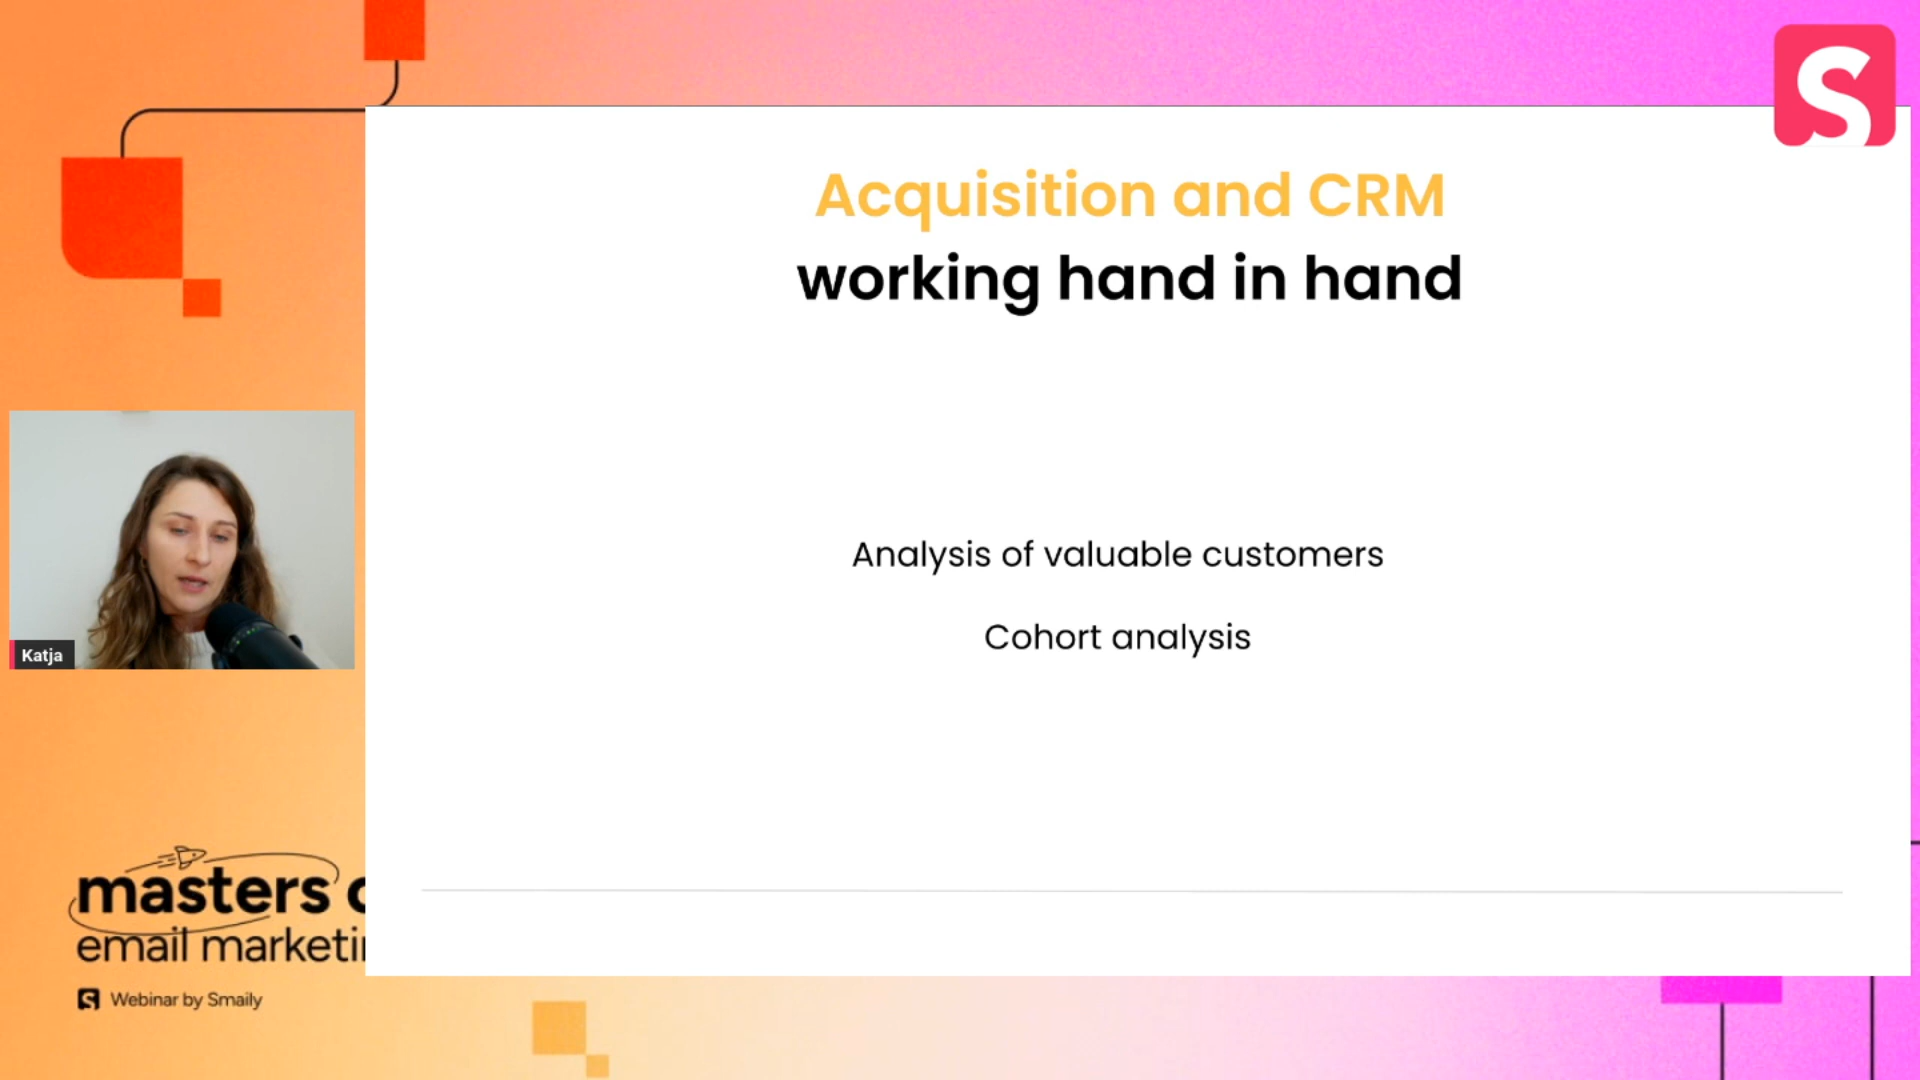 Acquisition and CRM
working hand in hand
Analysis of valuable customers
Cohort analysis
Katja
masters
email
Webinar by Smaily